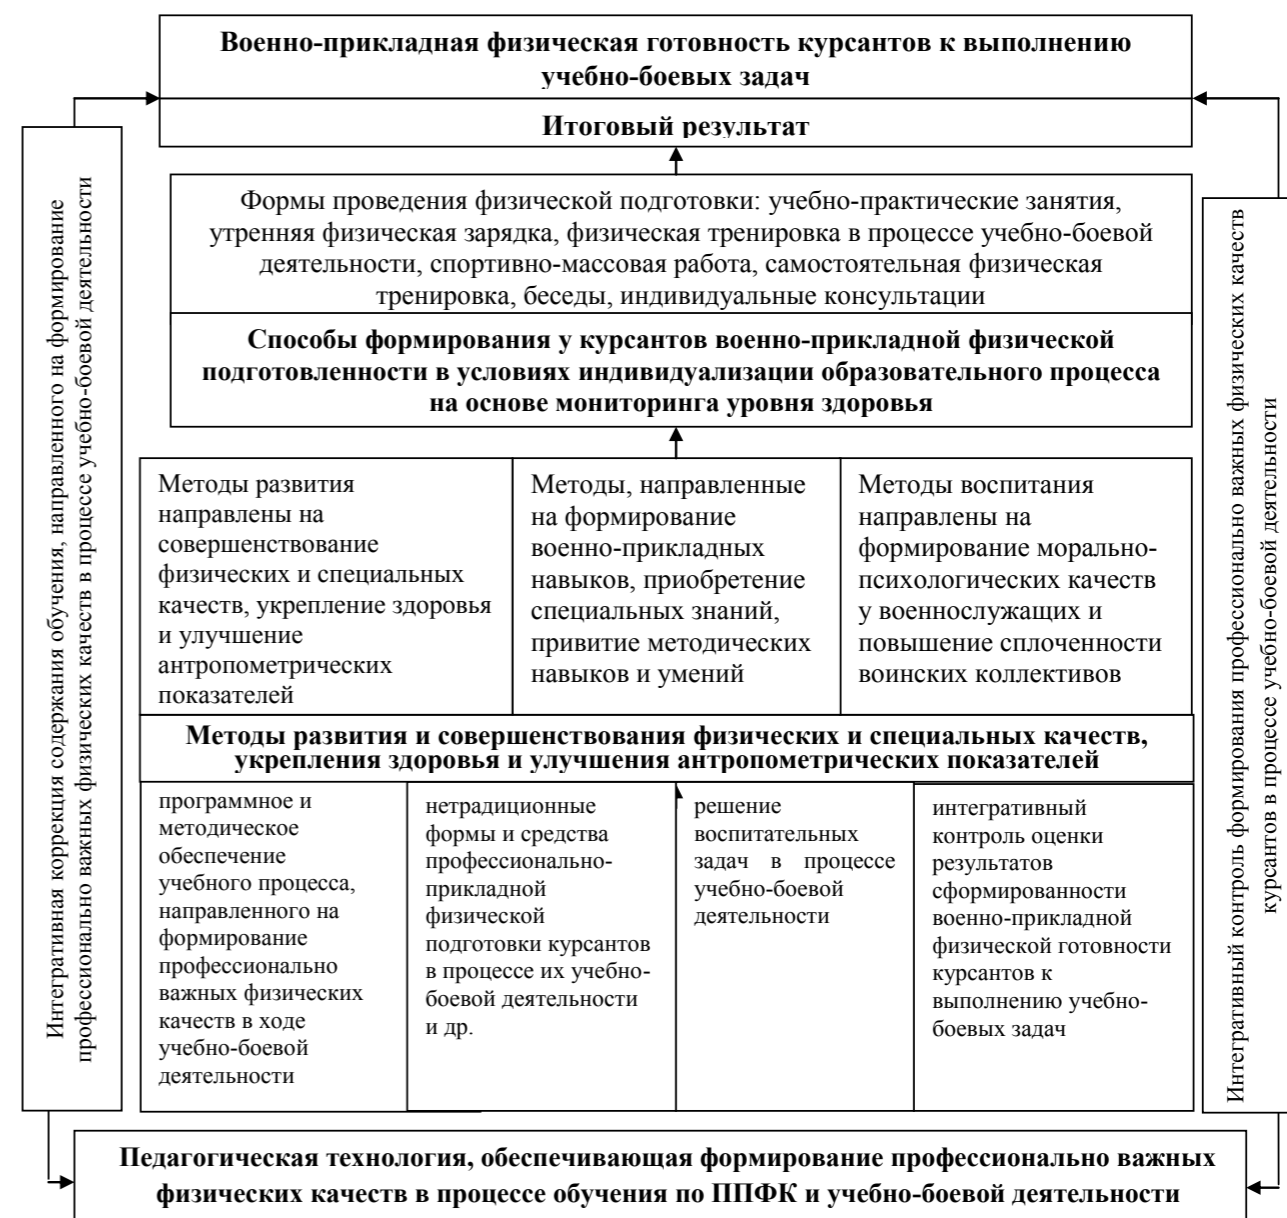 Военно-прикладная физическая готовность курсантов к выполнению
учебно-боевых задач
Итоговый результат
Интегративная коррекция содержания обучения, направленного на формирование
профессионально важных физических качеств в процессе учебно-боевой деятельности
Формы проведения физической подготовки: учебно-практические занятия,
утренняя физическая зарядка, физическая тренировка в процессе учебно-боевой
деятельности, спортивно-массовая работа, самостоятельная физическая
тренировка, беседы, индивидуальные консультации
Способы формирования у курсантов военно-прикладной физической
подготовленности в условиях индивидуализации образовательного процесса
на основе мониторинга уровня здоровья
Методы развития
направлены на
совершенствование
физических и специальных
качеств, укрепление здоровья
и улучшение
антропометрических
показателей
Методы, направленные
на формирование
военно-прикладных
навыков, приобретение
специальных знаний,
привитие методических
навыков и умений
Методы воспитания
направлены на
формирование морально-
психологических качеств
у военнослужащих и
повышение сплоченности
воинских коллективов
Методы развития и совершенствования физических и специальных качеств,
укрепления здоровья и улучшения антропометрических показателей
программное и
методическое
обеспечение
учебного процесса,
направленного на
формирование
профессионально
важных физических
качеств в ходе
учебно-боевой
деятельности
нетрадиционные
формы и средства
профессионально-
прикладной
физической
подготовки курсантов
в процессе их учебно-
боевой деятельности
и др.
решение
воспитательных
задач в процессе
учебно-боевой
деятельности
интегративный
контроль оценки
результатов
сформированности
военно-прикладной
физической готовности
курсантов к
выполнению учебно-
боевых задач
Интегративный контроль формирования профессионально важных физических качеств
курсантов в процессе учебно-боевой деятельности
Педагогическая технология, обеспечивающая формирование профессионально важных
физических качеств в процессе обучения по ППФК и учебно-боевой деятельности